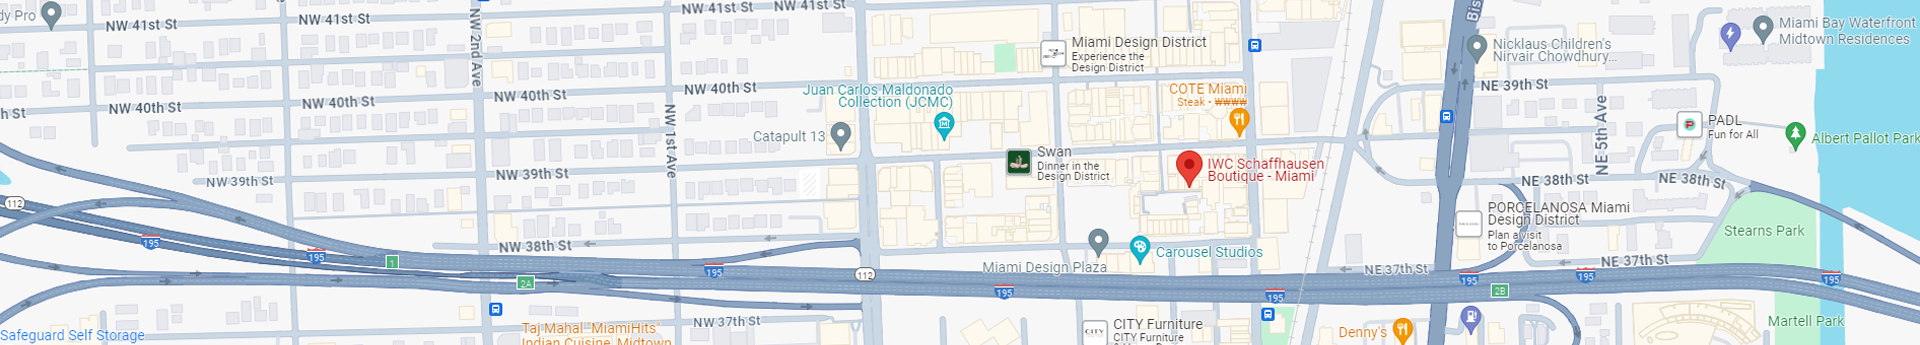 dy Pro
NW 41st St
NW 41st St
NW 41st St
NW 41st St
NW 2nd Ave
Miami Design District
Experience the
Design District
Bis
Nicklaus Children's
Nirvair Chowdhury...
Miami Bay Waterfront
Midtown Residences
h St
NW 40th St
NW 40th St
NW 40th St
NW 40th St
Juan Carlos Maldonado
Collection (JCMC)
COTE Miami
Steak • ₩₩₩₩
NE 39th St
NE 5th Ave
PADL
Fun for All
Albert Pallot Park
NW 1st Ave
Catapult 13
Swan
Dinner in the
Design District
IWC Schaffhausen
Boutique - Miami
NW 39th St
NW 39th St
NE 38th St
NE 38th St
112
195
195
1
NW 38th St
195
2A
112
PORCELANOSA Miami
Design District
Plan a visit
to Porcelanosa
Stearns Park
Miami Design Plaza
Carousel Studios
195
195
NE 37th St
195
2B
195
NE 37th St
195
Safeguard Self Storage
Taj Mahal "MiamiHits"
Indian Cuisine, Midtown
NW 37th St
CITY
CITY Furniture
CITY Furniture
Denny's
Martell Park